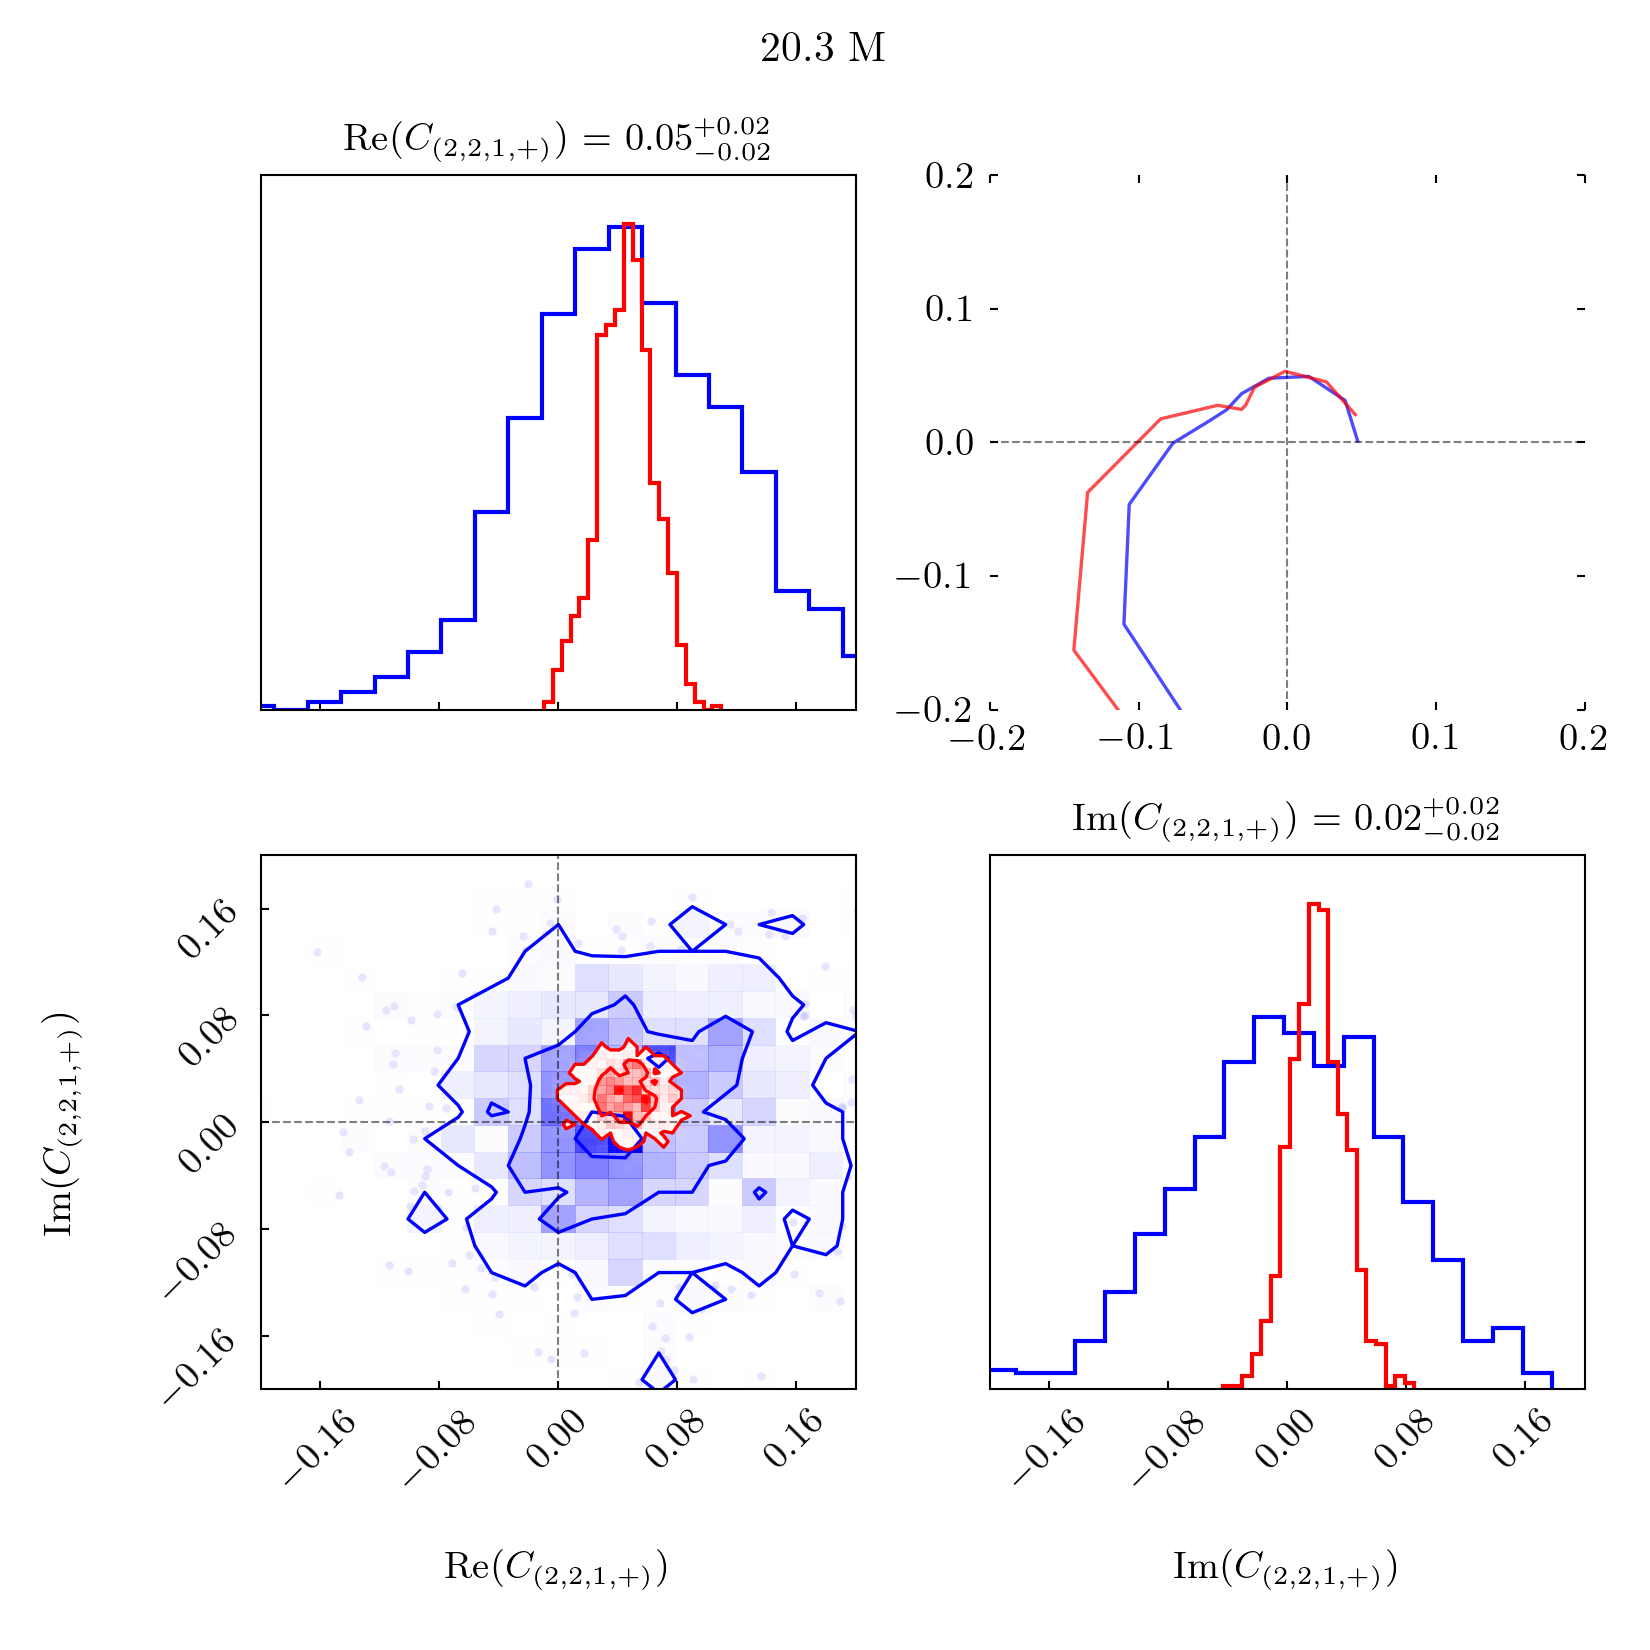 20.3 M
Re(C_{(2,2,1,+)}) = 0.05^{+0.02}_{−0.02}
0.2
0.1
0.0
−0.1
−0.2
−0.2 −0.1 0.0 0.1 0.2
Im(C_{(2,2,1,+)}) = 0.02^{+0.02}_{−0.02}
Im(C_{(2,2,1,+)})
0.16
0.08
0.00
−0.08
−0.16
−0.16 −0.08 0.00 0.08 0.16
−0.16 −0.08 0.00 0.08 0.16
Re(C_{(2,2,1,+)})
Im(C_{(2,2,1,+)})